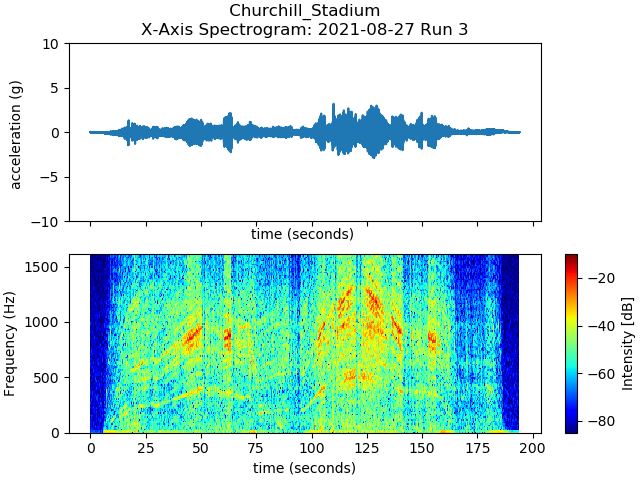 Churchill_Stadium
X-Axis Spectrogram: 2021-08-27 Run 3
10
5
0
−5
−10
acceleration (g)
time (seconds)
1500
1000
500
0
Frequency (Hz)
0 25 50 75 100 125 150 175 200
time (seconds)
−20
−40
−60
−80
Intensity [dB]